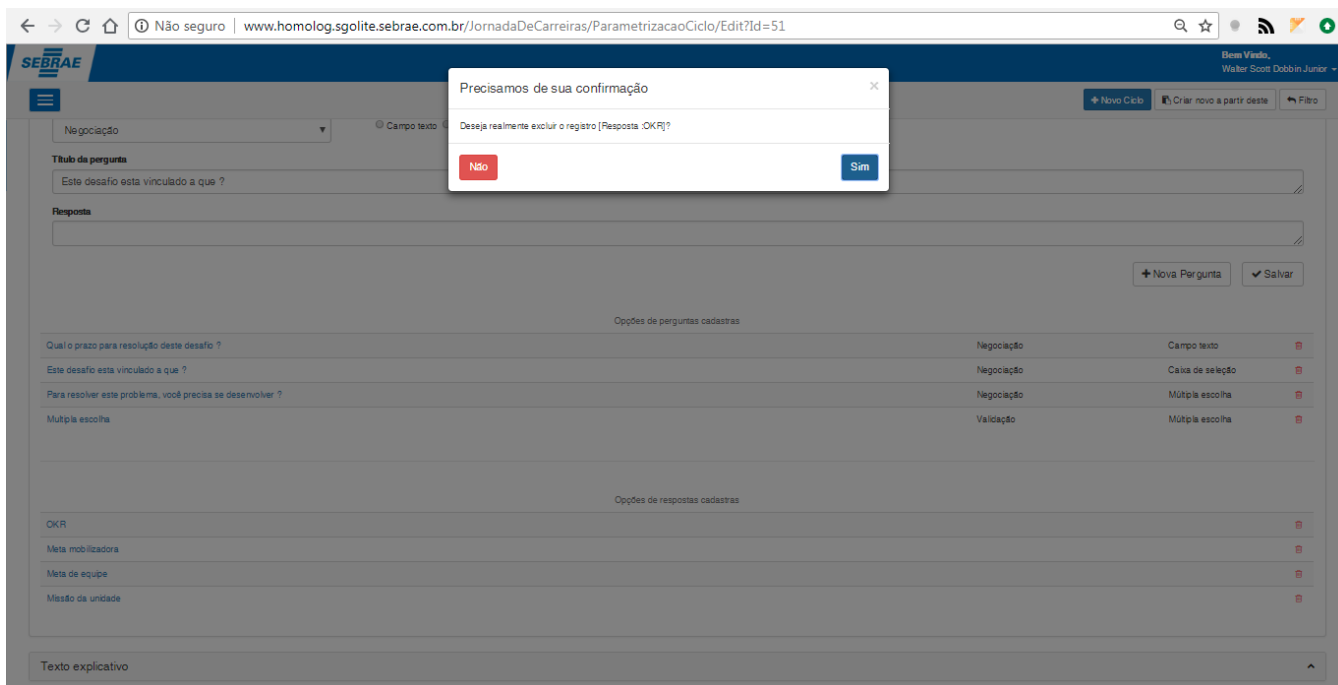 Não seguro | www.homolog.sgolite.sebrae.com.br/JornadaDeCarreiras/ParametrizacaoCiclo/Edit?Id=51
SEBRAE
Bem Vindo,
Walter Scott Dobbin Junior
Precisamos de sua confirmação ×
Novo Ciclo Criar novo a partir deste Filtro
Negociação Campo texto
Deseja realmente excluir o registro [Resposta :OKR]?
Título da pergunta
Não Sim
Este desafio esta vinculado a que ?
Resposta
Nova Pergunta Salvar
Opções de perguntas cadastras
Qual o prazo para resolução deste desafio ? Negociação Campo texto
Este desafio esta vinculado a que ? Negociação Caixa de seleção
Para resolver este problema, você precisa se desenvolver ? Negociação Múltipla escolha
Multipla escolha Validação Múltipla escolha
Opções de respostas cadastras
OKR
Meta mobilizadora
Meta de equipe
Missão da unidade
Texto explicativo